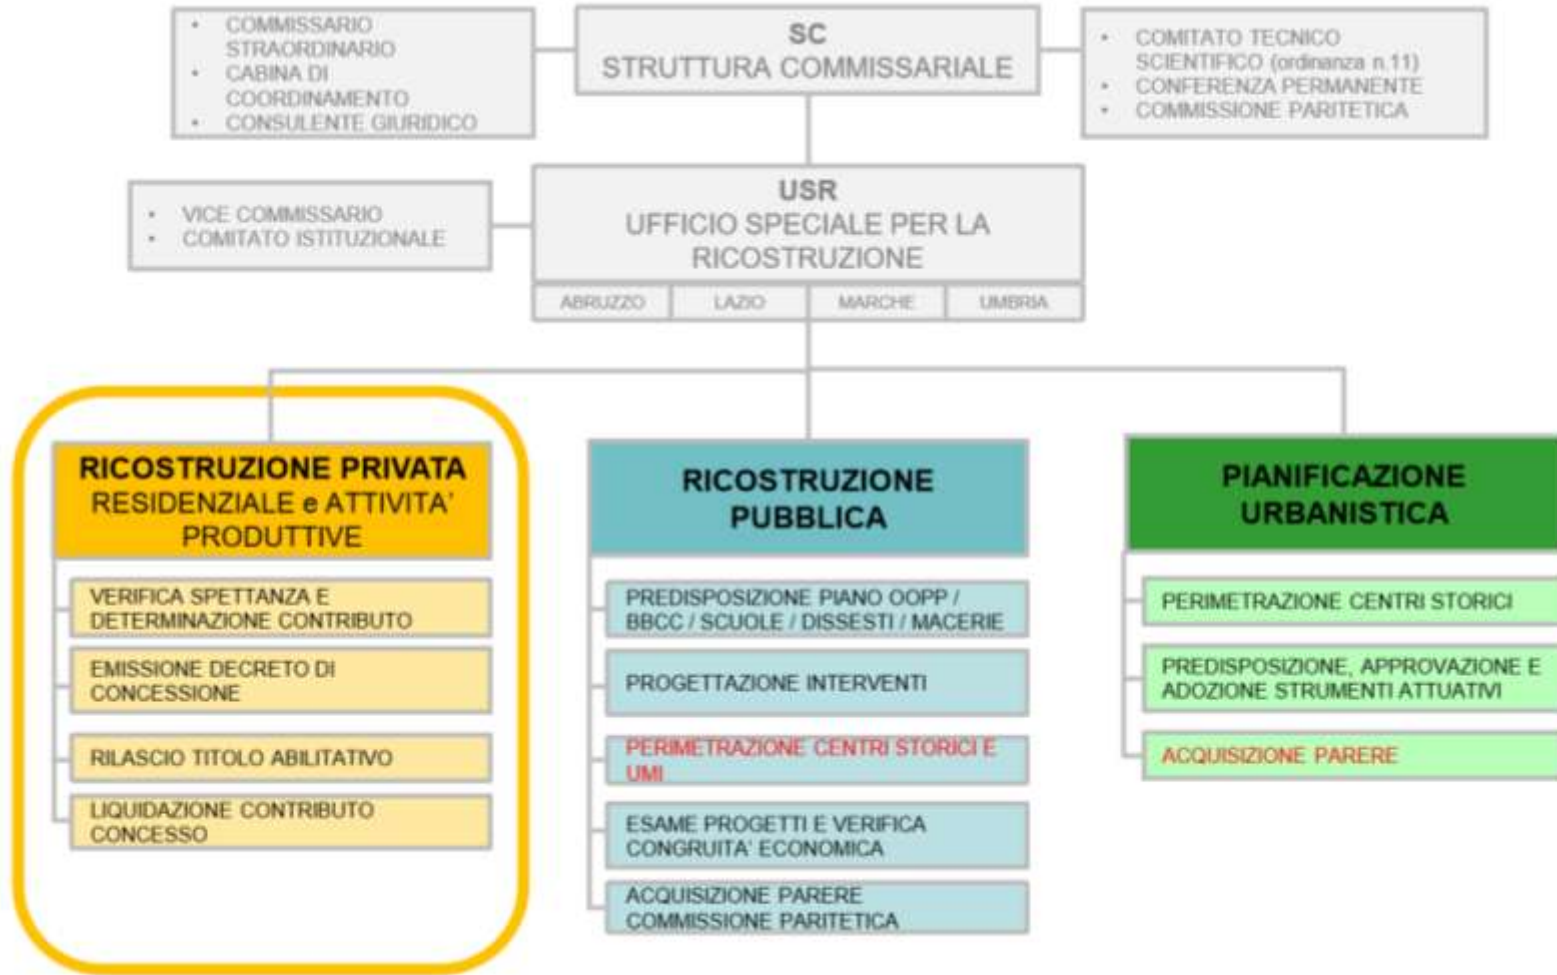 • COMMISSARIO
STRAORDINARIO
• CABINA DI
COORDINAMENTO
• CONSULENTE GIURIDICO
SC
STRUTTURA COMMISSARIALE
• COMITATO TECNICO
SCIENTIFICO (ordinanza n.11)
• CONFERENZA PERMANENTE
• COMMISSIONE PARITETICA
• VICE COMMISSARIO
• COMITATO ISTITUZIONALE
USR
UFFICIO SPECIALE PER LA
RICOSTRUZIONE
ABRUZZO
LAZIO
MARCHE
UMBRIA
RICOSTRUZIONE PRIVATA
RESIDENZIALE e ATTIVITA'
PRODUTTIVE
VERIFICA SPETTANZA E
DETERMINAZIONE CONTRIBUTO
EMISSIONE DECRETO DI
CONCESSIONE
RILASCIO TITOLO ABILITATIVO
LIQUIDAZIONE CONTRIBUTO
CONCESSO
RICOSTRUZIONE
PUBBLICA
PREDISPOSIZIONE PIANO OOPP /
BBCC / SCUOLE / DISSESTI / MACERIE
PROGETTAZIONE INTERVENTI
PERIMETRAZIONE CENTRI STORICI E
UMI
ESAME PROGETTI E VERIFICA
CONGRUITA' ECONOMICA
ACQUISIZIONE PARERE
COMMISSIONE PARITETICA
PIANIFICAZIONE
URBANISTICA
PERIMETRAZIONE CENTRI STORICI
PREDISPOSIZIONE, APPROVAZIONE E
ADOZIONE STRUMENTI ATTUATIVI
ACQUISIZIONE PARERE